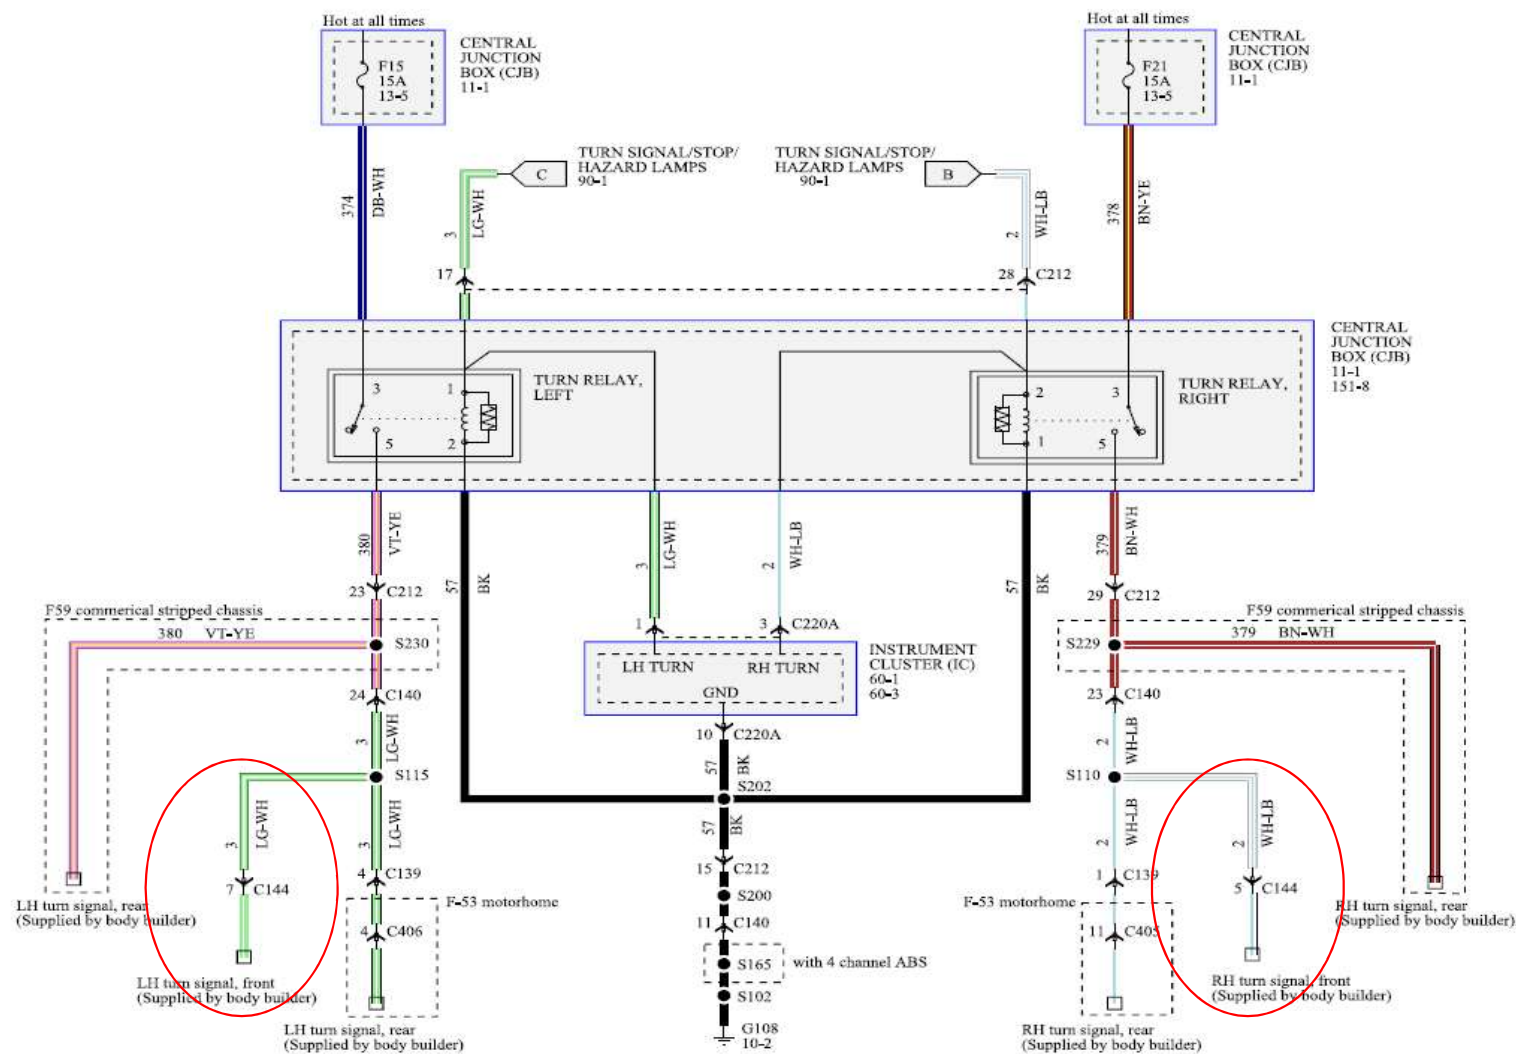 Hot at all times
Hot at all times
F15
15A
13-5
CENTRAL
JUNCTION
BOX (CJB)
11-1
F21
15A
13-5
CENTRAL
JUNCTION
BOX (CJB)
11-1
374
DB-WH
3
LG-WH
C
TURN SIGNAL/STOP/
HAZARD LAMPS
90-1
TURN SIGNAL/STOP/
HAZARD LAMPS
90-1
B
2
WH-LB
378
BN-YE
17
28
C212
CENTRAL
JUNCTION
BOX (CJB)
11-1
151-8
3
1
5
2
TURN RELAY,
LEFT
2
3
1
5
TURN RELAY,
RIGHT
380
VT-YE
57
BK
3
LG-WH
2
WH-LB
57
BK
379
BN-WH
23
C212
29
C212
F59 commerical stripped chassis
380 VT-YE
S230
1
3
C220A
F59 commerical stripped chassis
S229
379 BN-WH
LH TURN
RH TURN
GND
INSTRUMENT
CLUSTER (IC)
60-1
60-3
24
C140
23
C140
10
C220A
3
LG-WH
57
BK
2
WH-LB
S115
S202
S110
3
LG-WH
3
LG-WH
57
BK
2
WH-LB
2
WH-LB
7
C144
4
C139
15
C212
1
C139
5
C144
LH turn signal, rear
(Supplied by body builder)
F-53 motorhome
S200
F-53 motorhome
RH turn signal, rear
(Supplied by body builder)
4
C406
11
C140
11
C405
S165
with 4 channel ABS
LH turn signal, front
(Supplied by body builder)
S102
RH turn signal, front
(Supplied by body builder)
LH turn signal, rear
(Supplied by body builder)
G108
10-2
RH turn signal, rear
(Supplied by body builder)